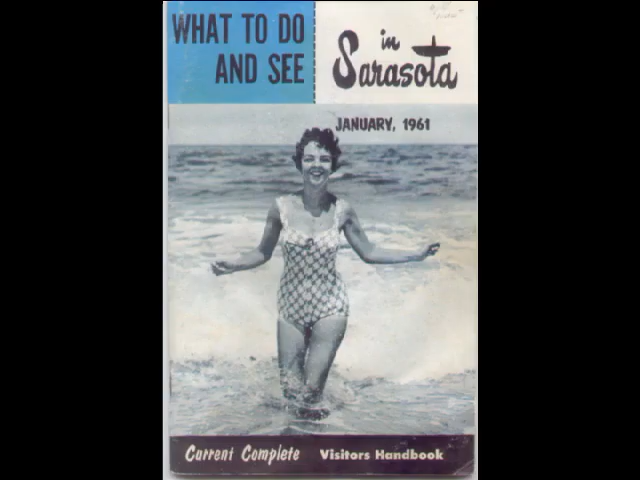 WHAT TO DO
AND SEE
in
Sarasota
JANUARY, 1961
Current Complete Visitors Handbook